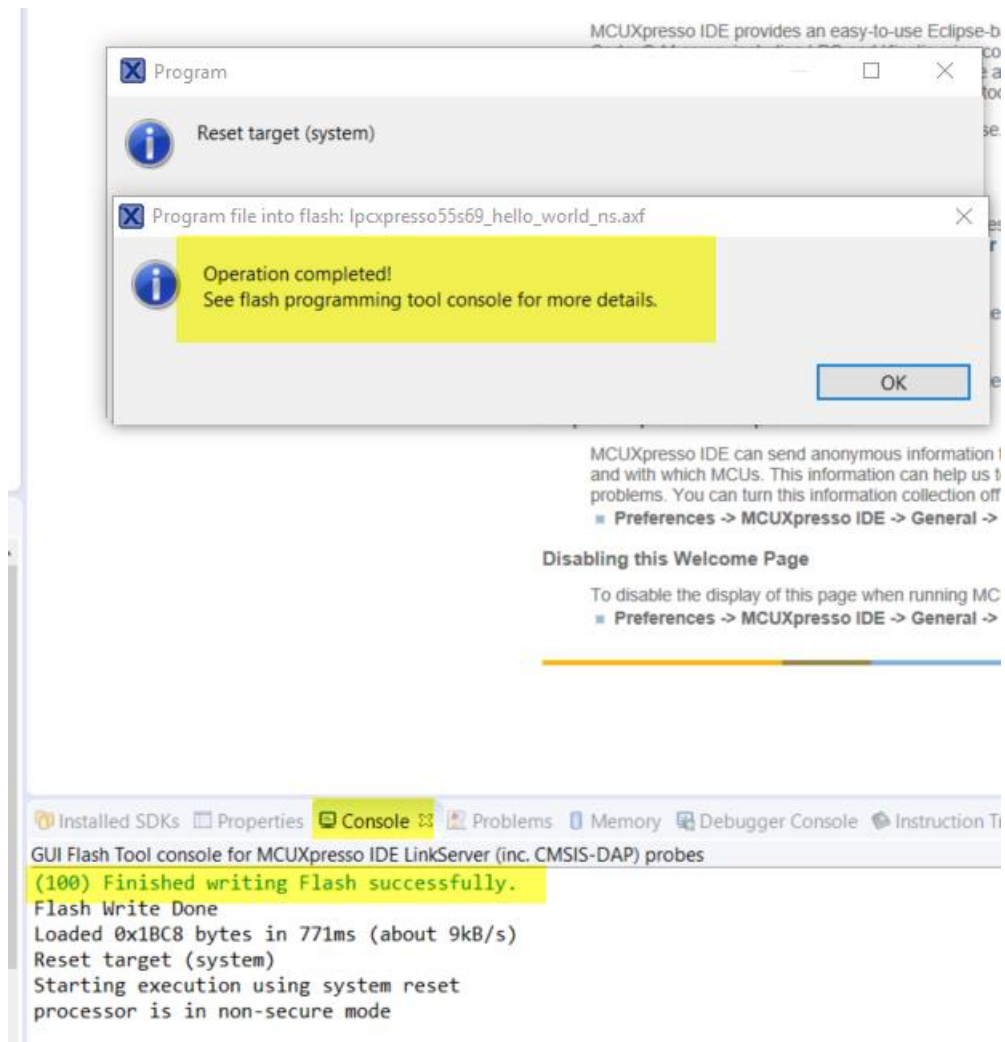 MCUXpresso IDE provides an easy-to-use Eclipse-b
Program
Reset target (system)
Program file into flash: lpcxpresso55s69_hello_world_ns.axf
Operation completed!
See flash programming tool console for more details.
OK
MCUXpresso IDE can send anonymous information
and with which MCUs. This information can help us
problems. You can turn this information collection off
Preferences -> MCUXpresso IDE -> General ->
Disabling this Welcome Page
To disable the display of this page when running MC
Preferences -> MCUXpresso IDE -> General ->
Installed SDKs Properties Console Problems Memory Debugger Console Instruction Tr
GUI Flash Tool console for MCUXpresso IDE LinkServer (inc. CMSIS-DAP) probes
(100) Finished writing Flash successfully.
Flash Write Done
Loaded 0x1BC8 bytes in 771ms (about 9kB/s)
Reset target (system)
Starting execution using system reset
processor is in non-secure mode